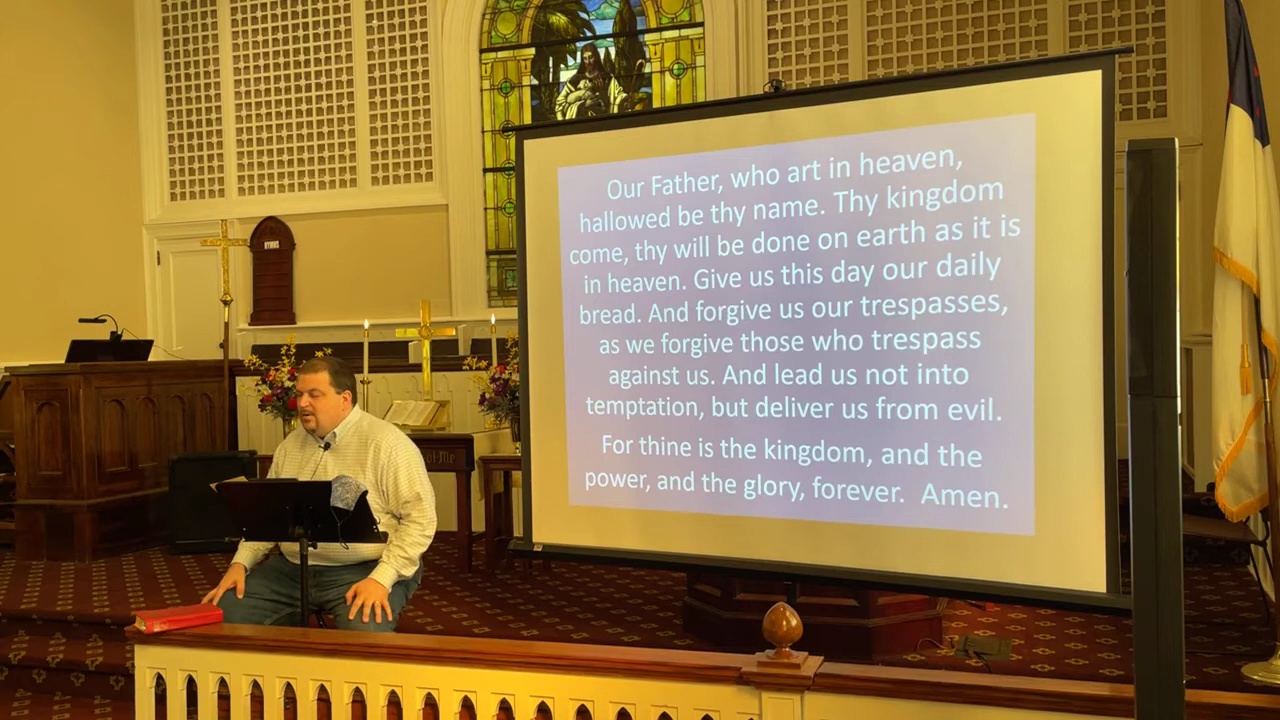 HYMNS
Our Father, who art in heaven,
hallowed be thy name. Thy kingdom
come, thy will be done on earth as it is
in heaven. Give us this day our daily
bread. And forgive us our trespasses,
as we forgive those who trespass
against us. And lead us not into
temptation, but deliver us from evil.
For thine is the kingdom, and the
power, and the glory, forever.  Amen.
of Me